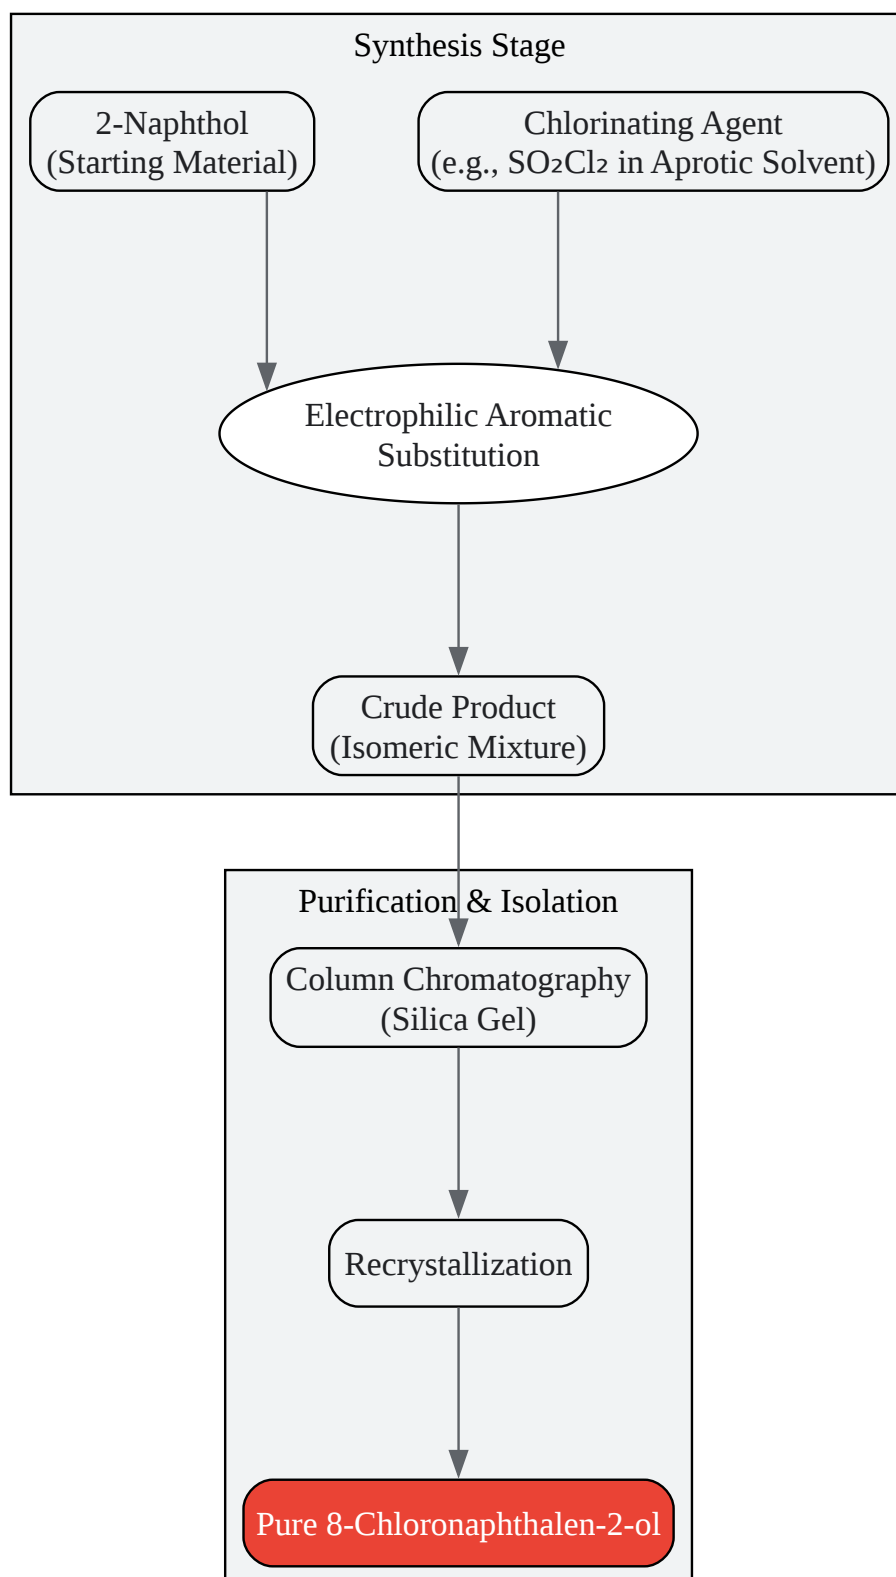 Synthesis Stage
2-Naphthol
(Starting Material)
Chlorinating Agent
(e.g., SO₂Cl₂ in Aprotic Solvent)
Electrophilic Aromatic
Substitution
Crude Product
(Isomeric Mixture)
Purification & Isolation
Column Chromatography
(Silica Gel)
Recrystallization
Pure 8-Chloronaphthalen-2-ol